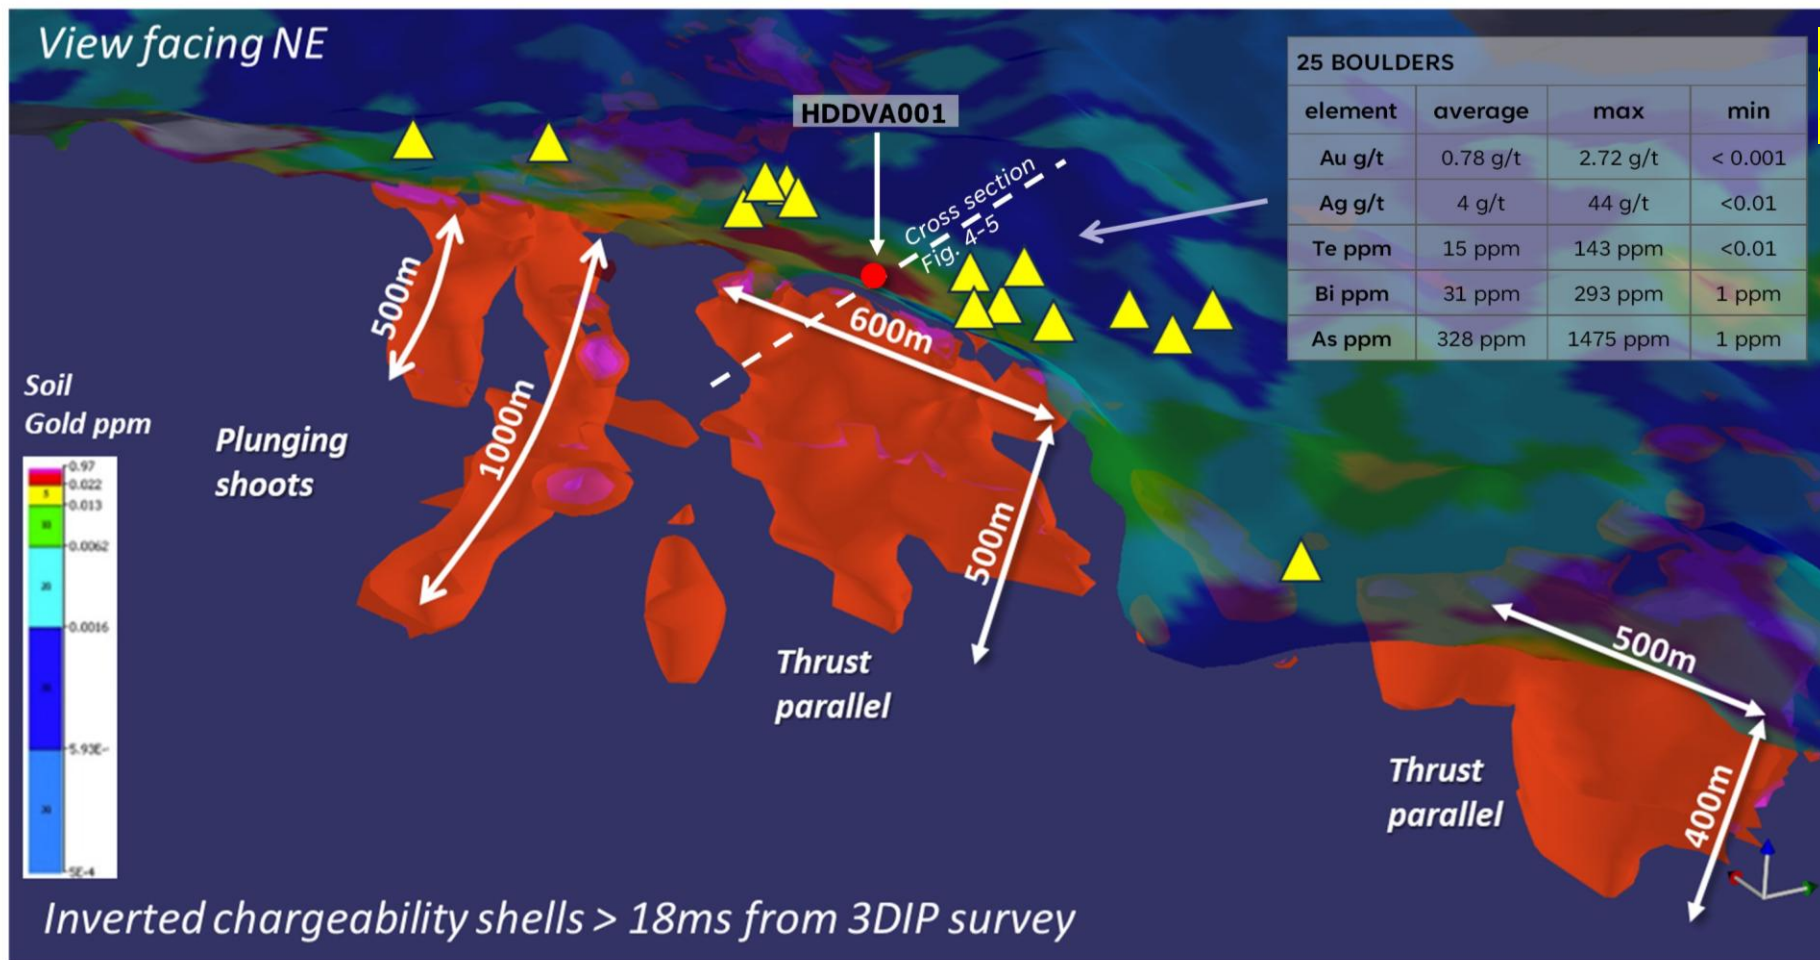 View facing NE
HDDVA001
Cross section
Fig. 4-5
25 BOULDERS
element average max min
Au g/t 0.78 g/t 2.72 g/t < 0.001
Ag g/t 4 g/t 44 g/t <0.01
Te ppm 15 ppm 143 ppm <0.01
Bi ppm 31 ppm 293 ppm 1 ppm
As ppm 328 ppm 1475 ppm 1 ppm
500m
1000m
600m
500m
500m
400m
Plunging
shoots
Thrust
parallel
Thrust
parallel
Soil
Gold ppm
0.97
0.022
5
0.013
0.0062
20
0.0016
5E-4
Inverted chargeability shells > 18ms from 3DIP survey